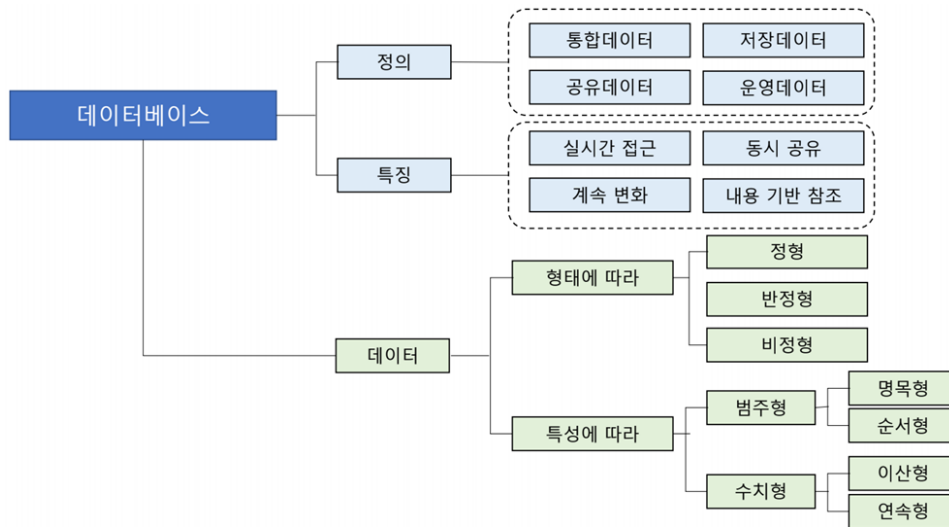 데이터베이스
정의
통합데이터
저장데이터
공유데이터
운영데이터
특징
실시간 접근
동시 공유
계속 변화
내용 기반 참조
데이터
형태에 따라
정형
반정형
비정형
특성에 따라
범주형
명목형
순서형
수치형
이산형
연속형